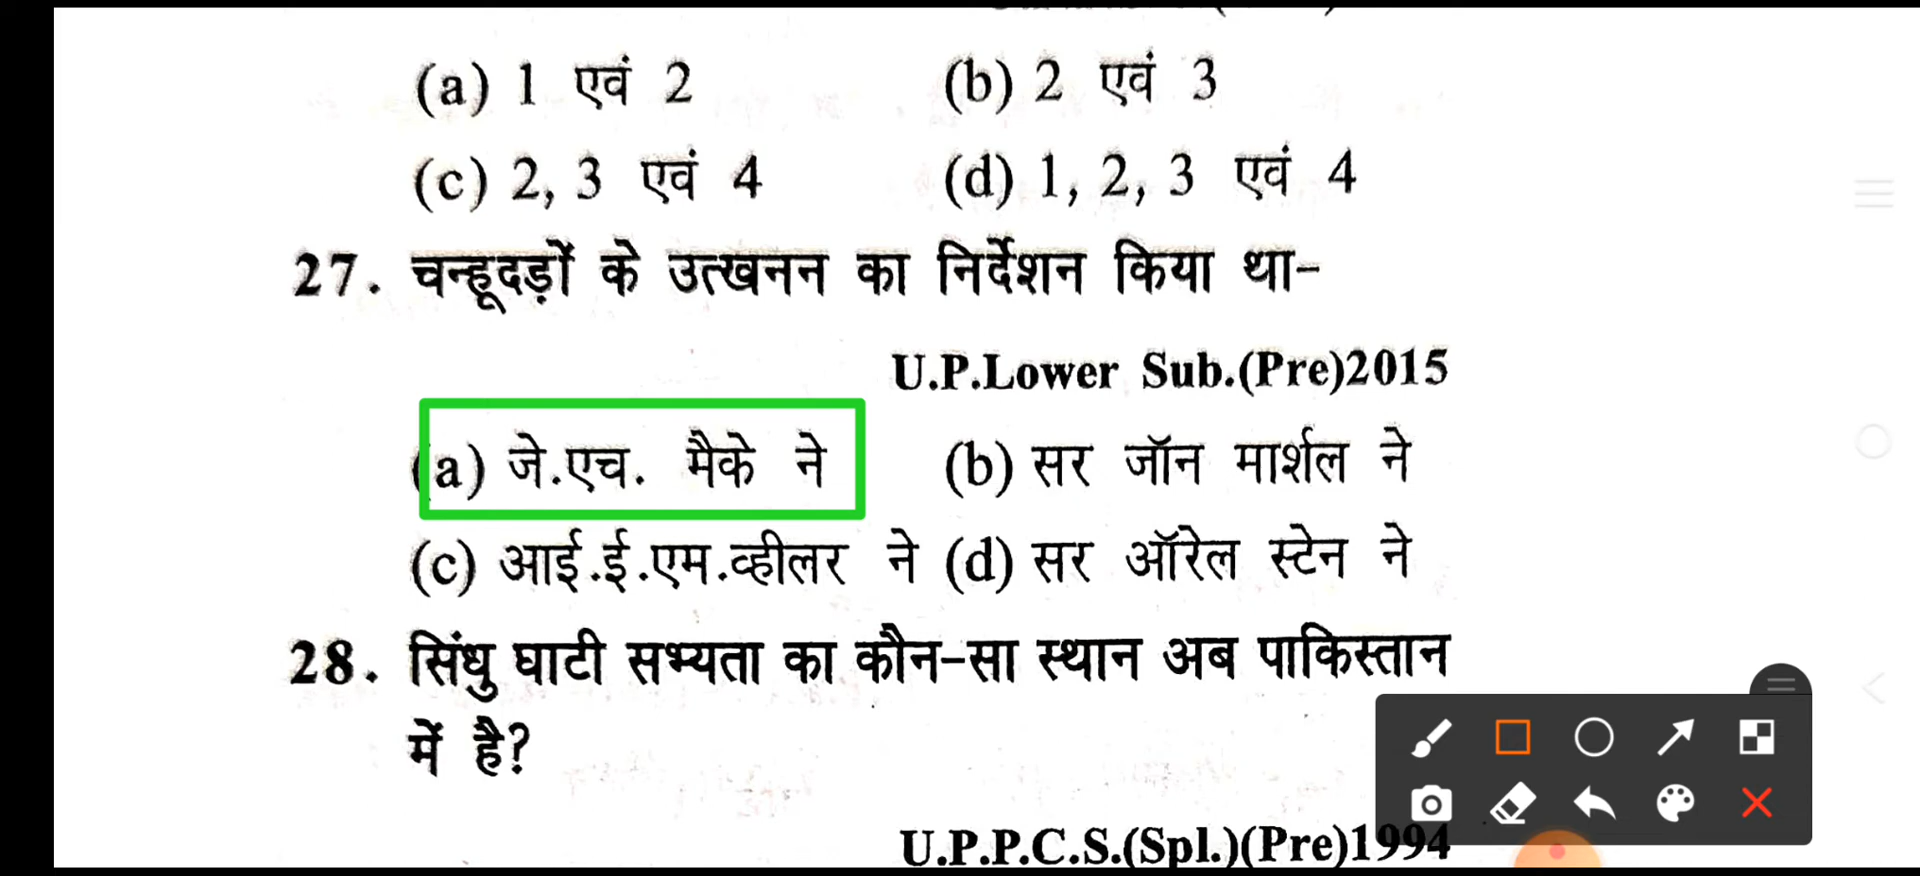 (a) 1 एवं 2 (b) 2 एवं 3
(c) 2, 3 एवं 4 (d) 1, 2, 3 एवं 4
27. चन्हूदड़ों के उत्खनन का निर्देशन किया था-
U.P.Lower Sub.(Pre)2015
(a) जे.एच. मैके ने (b) सर जॉन मार्शल ने
(c) आई.ई.एम.व्हीलर ने (d) सर ऑरेल स्टेन ने
28. सिंधु घाटी सभ्यता का कौन-सा स्थान अब पाकिस्तान
में है?
U.P.P.C.S.(Spl.)(Pre)1994